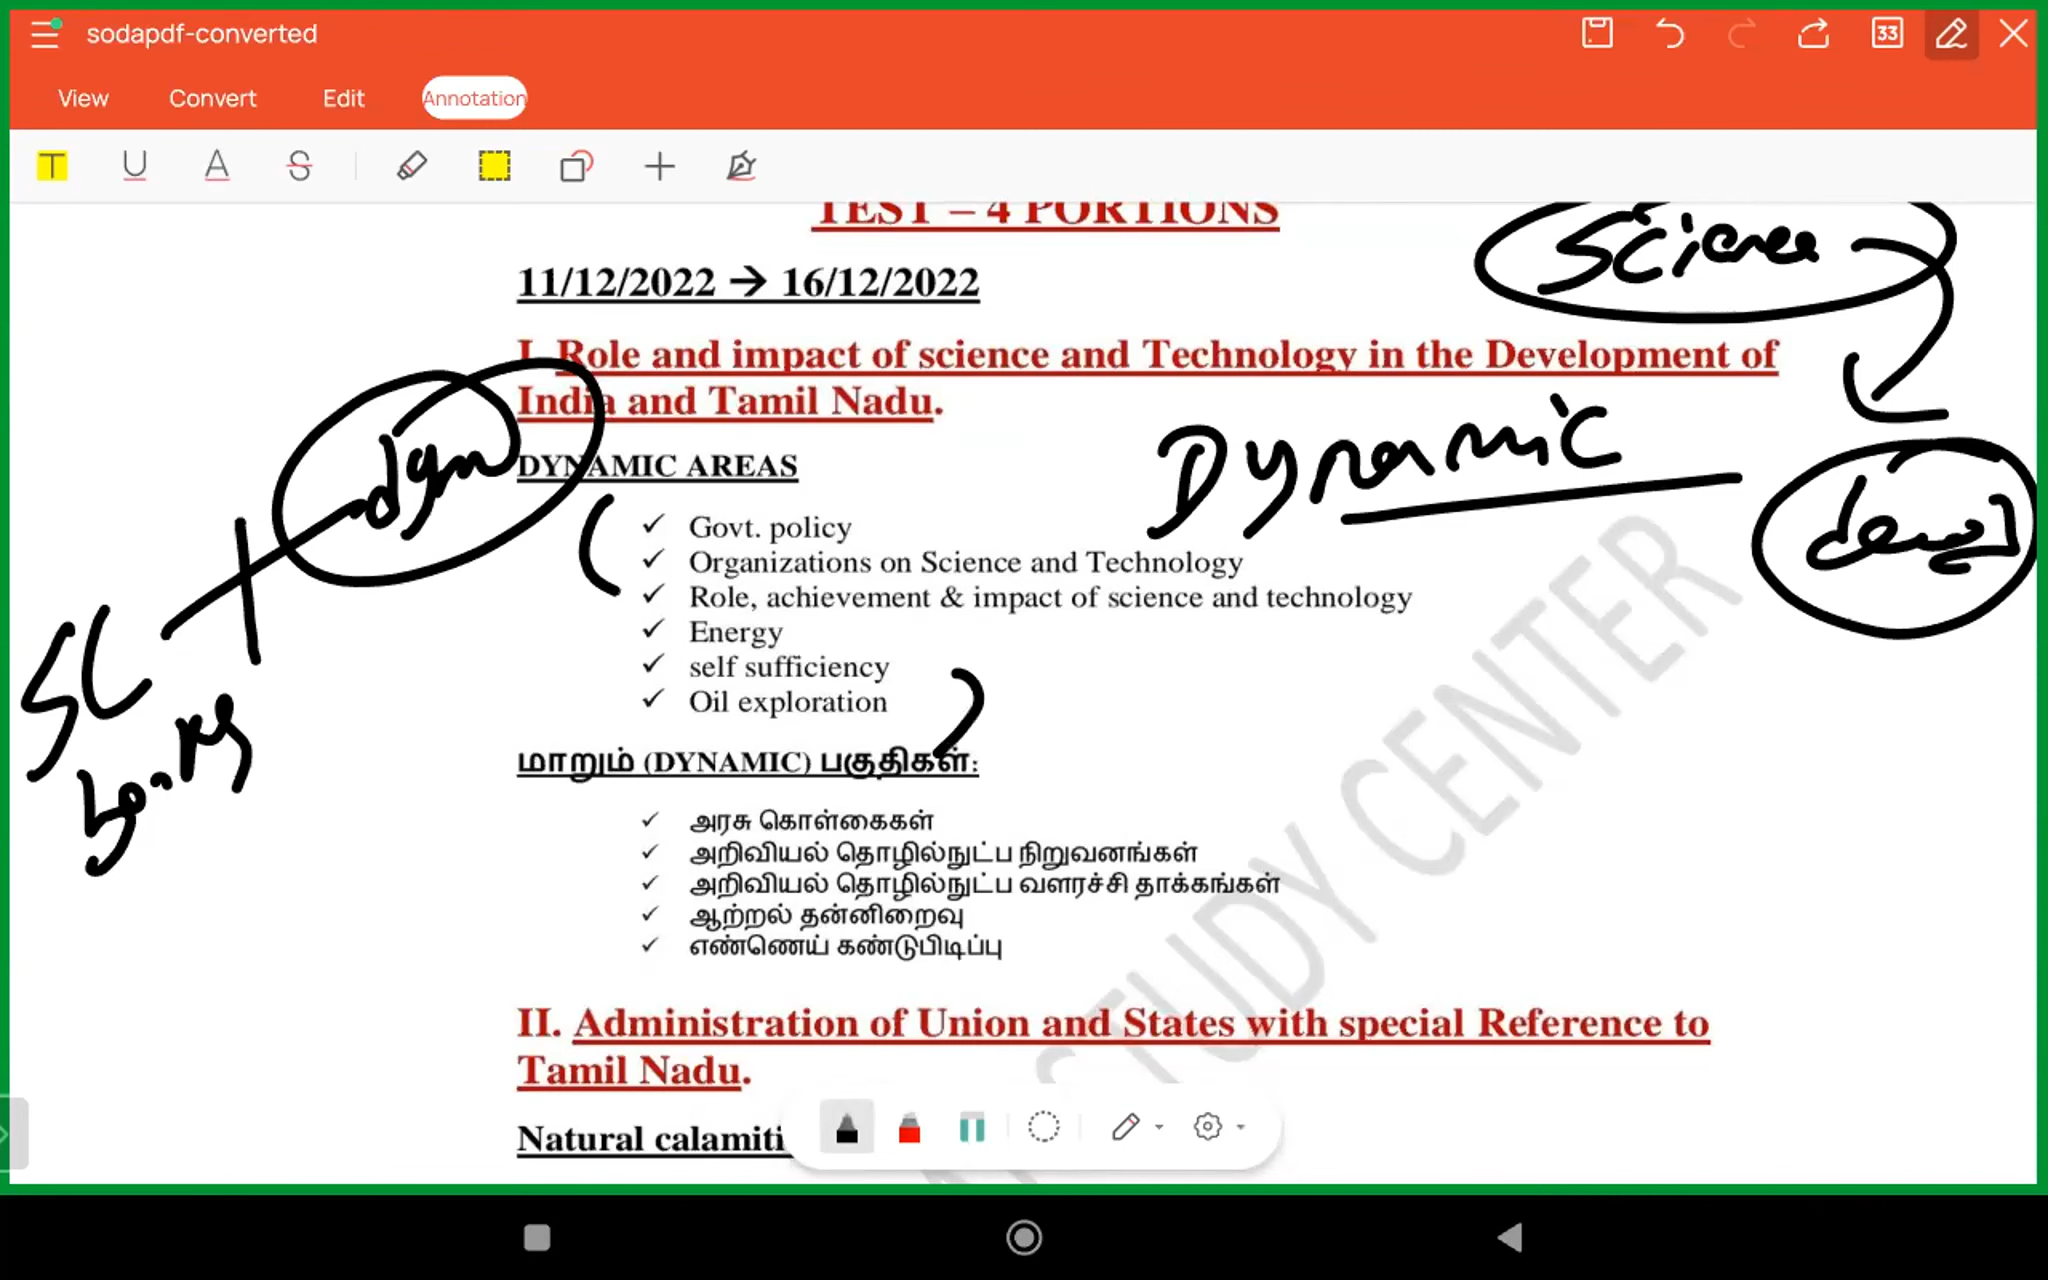 sodapdf-converted
33
View Convert Edit Annotation
TEST – 4 PORTIONS
Science
11/12/2022 → 16/12/2022
I. Role and impact of science and Technology in the Development of
India and Tamil Nadu.
Dynamic
DYNAMIC AREAS
✓ Govt. policy
✓ Organizations on Science and Technology
✓ Role, achievement & impact of science and technology
✓ Energy
✓ self sufficiency
✓ Oil exploration
மாறும் (DYNAMIC) பகுதிகள்:
✓ அரசு கொள்கைகள்
✓ அறிவியல் தொழில்நுட்ப நிறுவனங்கள்
✓ அறிவியல் தொழில்நுட்ப வளரச்சி தாக்கங்கள்
✓ ஆற்றல் தன்னிறைவு
✓ எண்ணெய் கண்டுபிடிப்பு
STUDY CENTER
II. Administration of Union and States with special Reference to
Tamil Nadu.
Natural calamiti